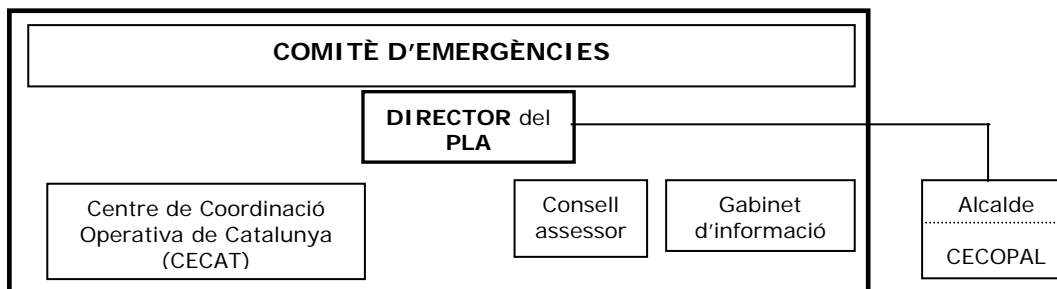 COMITÈ D'EMERGÈNCIES
DIRECTOR del
PLA
Centre de Coordinació
Operativa de Catalunya
(CECAT)
Consell
assessor
Gabinet
d'informació
Alcalde
CECOPAL